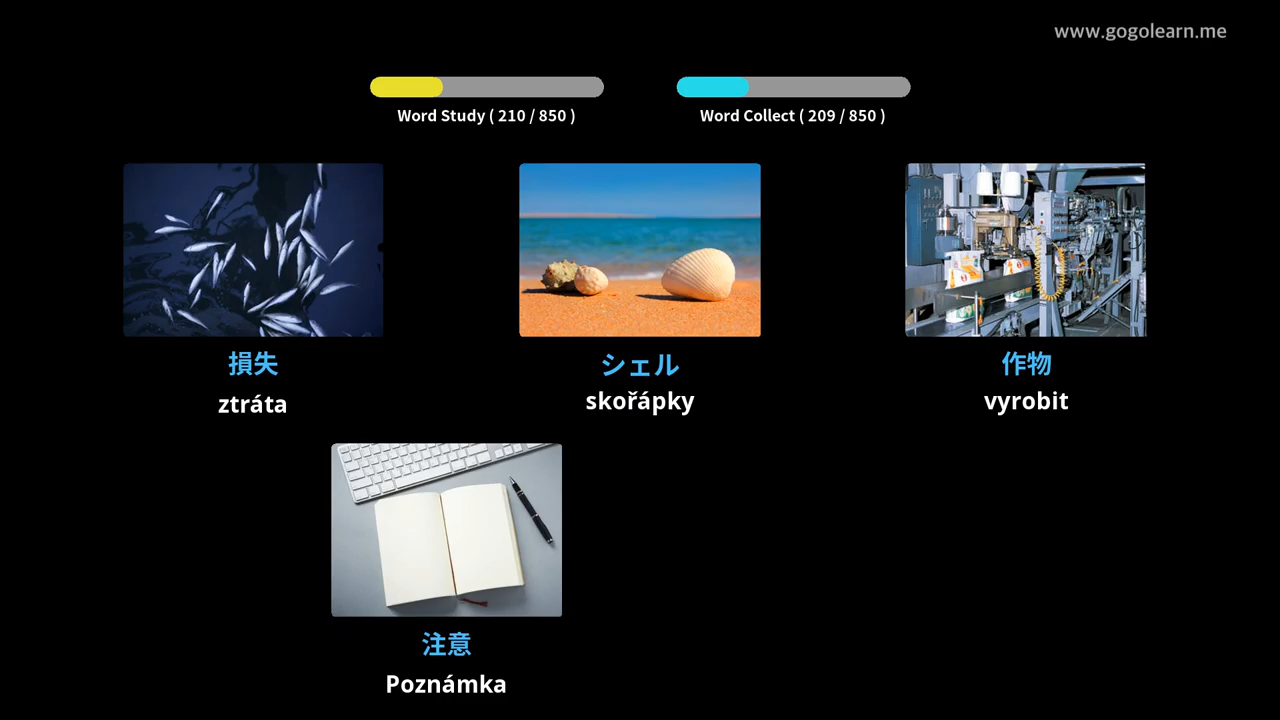 www.gogolearn.me
Word Study ( 210 / 850 )
Word Collect ( 209 / 850 )
損失
シェル
作物
ztráta
skořápky
vyrobit
注意
Poznámka